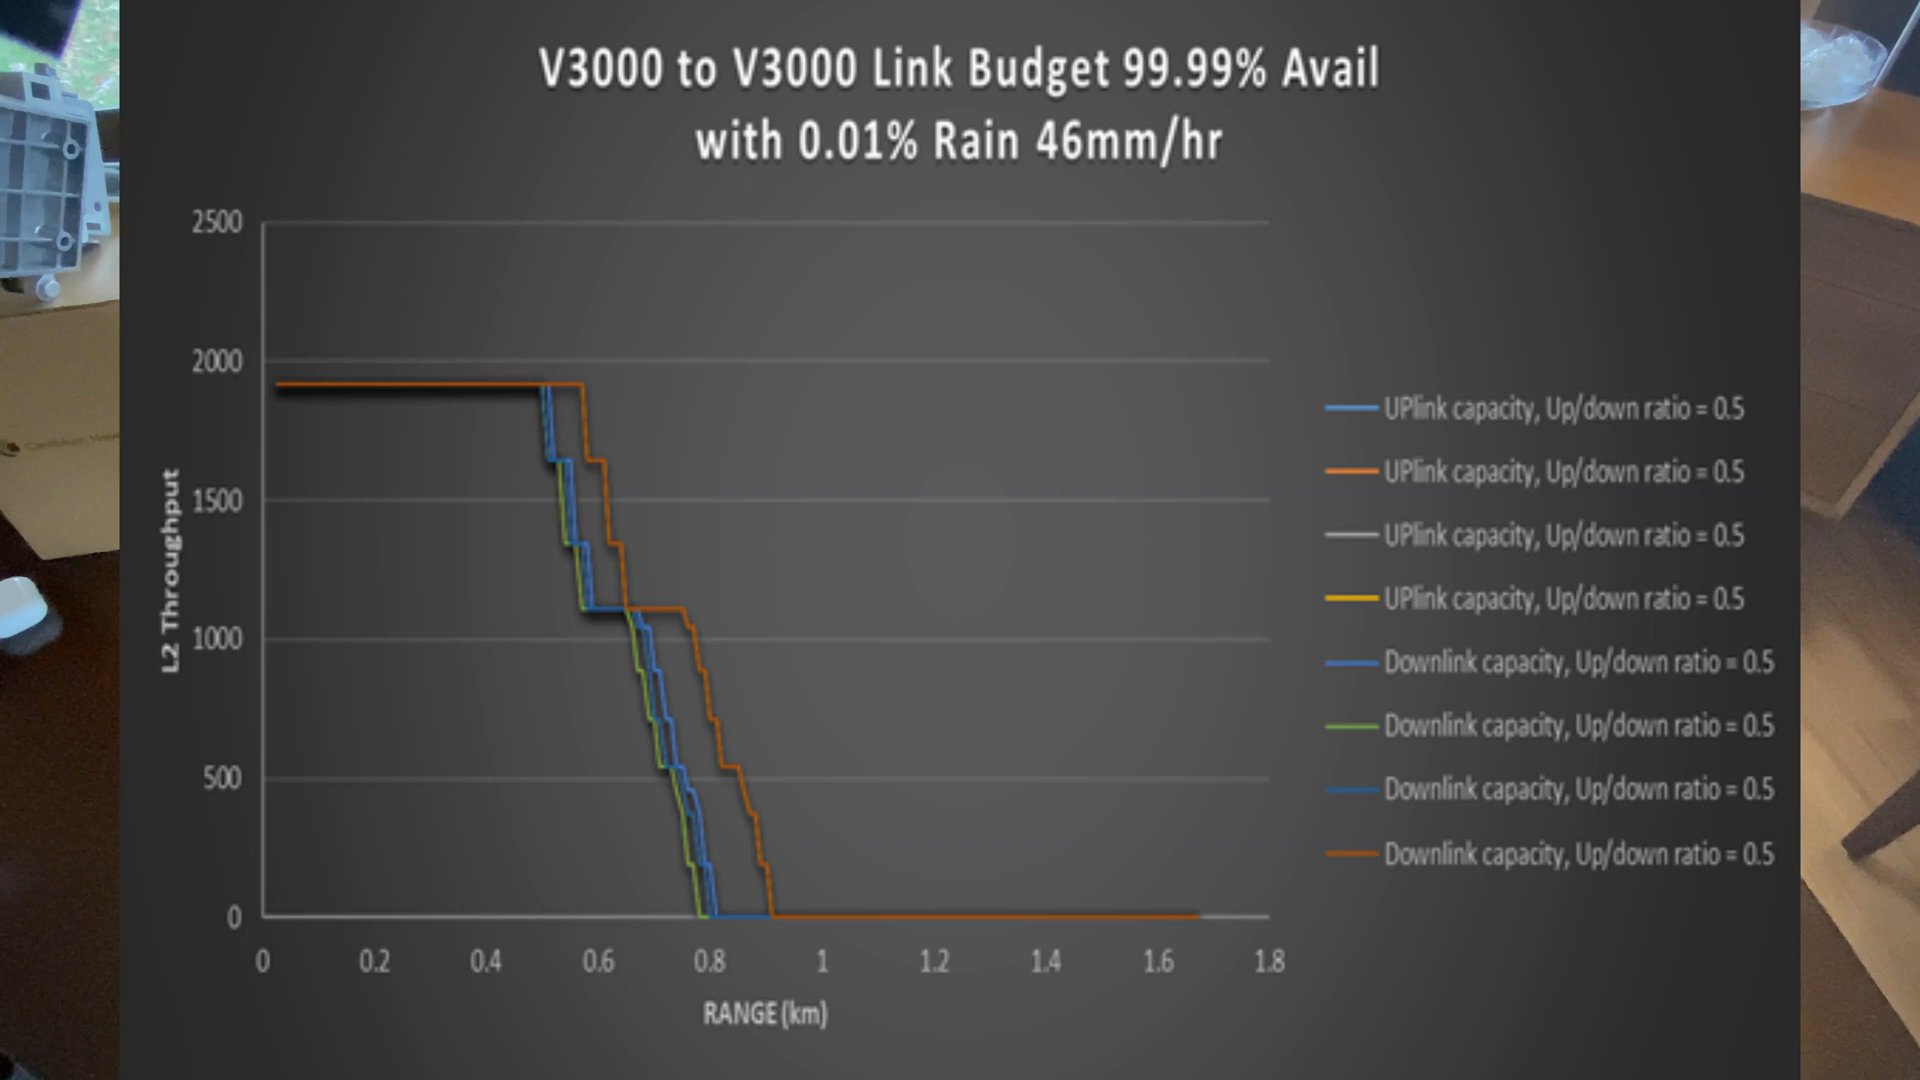 V3000 to V3000 Link Budget 99.99% Avail
with 0.01% Rain 46mm/hr
2500
2000
1500
1000
500
0
L2 Throughput
0 0.2 0.4 0.6 0.8 1 1.2 1.4 1.6 1.8
RANGE (km)
UPlink capacity, Up/down ratio = 0.5
UPlink capacity, Up/down ratio = 0.5
UPlink capacity, Up/down ratio = 0.5
UPlink capacity, Up/down ratio = 0.5
Downlink capacity, Up/down ratio = 0.5
Downlink capacity, Up/down ratio = 0.5
Downlink capacity, Up/down ratio = 0.5
Downlink capacity, Up/down ratio = 0.5